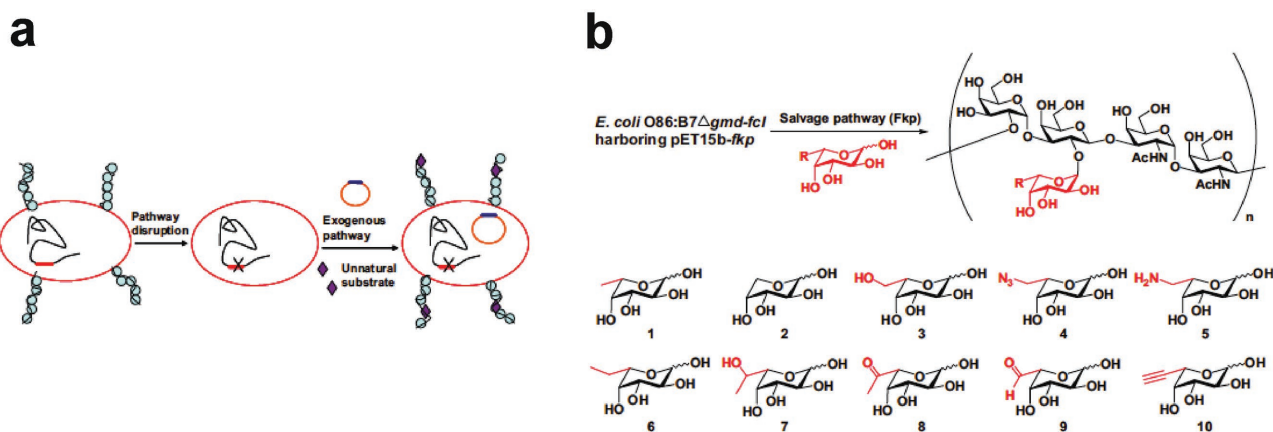 a
Pathway
disruption
Exogenous
pathway
Unnatural
substrate
b
E. coli O86:B7△gmd-fcl
harboring pET15b-fkp
Salvage pathway (Fkp)
R
O
OH
OH
HO
OH
HO
OH
O
HO
O
HO
OH
O
O
O
HO
OH
O
AcHN
O
HO
OH
O
AcHN
R
O
OH
HO
OH
n
O
OH
OH
HO
OH
1
O
OH
OH
HO
OH
2
HO
O
OH
OH
HO
OH
3
N3
O
OH
OH
HO
OH
4
H2N
O
OH
OH
HO
OH
5
O
OH
OH
HO
OH
6
HO
O
OH
OH
HO
OH
7
O
O
OH
OH
HO
OH
8
O
H
O
OH
OH
HO
OH
9
O
OH
OH
HO
OH
10